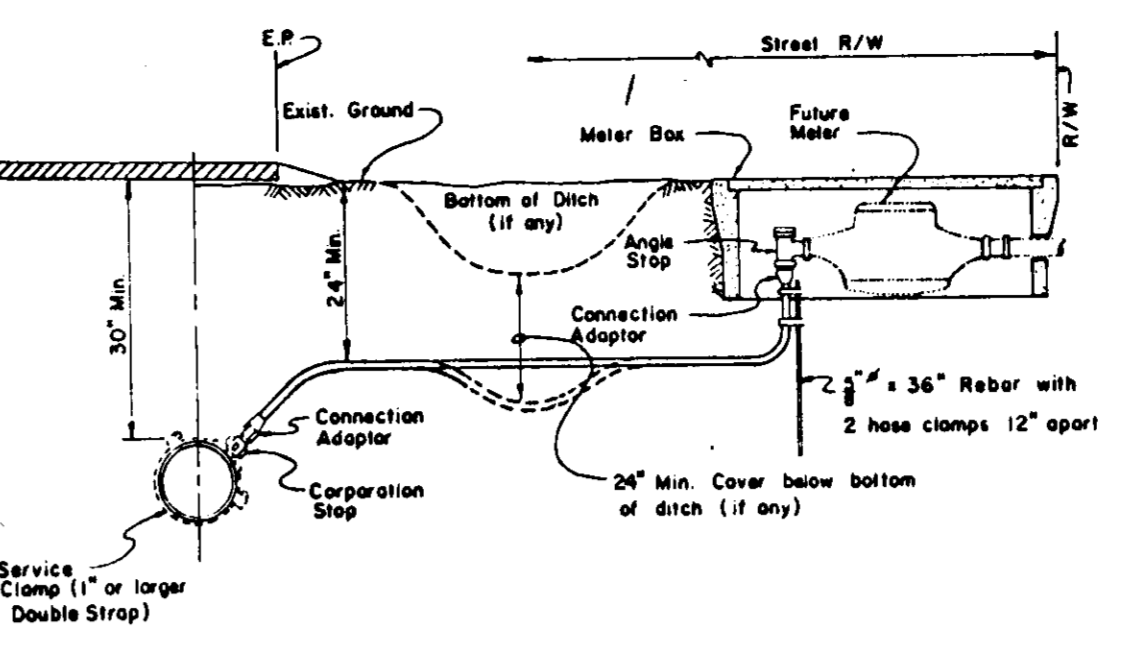 E.P.
Street R/W
Exist. Ground
Meter Box
Future
Meter
R/W
Bottom of Ditch
(if any)
Angle
Stop
24" Min.
30" Min.
Connection
Adaptor
5/8" ø x 36" Rebar with
2 hose clamps 12" apart
Connection
Adaptor
Corporation
Stop
24" Min. Cover below bottom
of ditch (if any)
Service
Clamp (1" or larger
Double Strap)